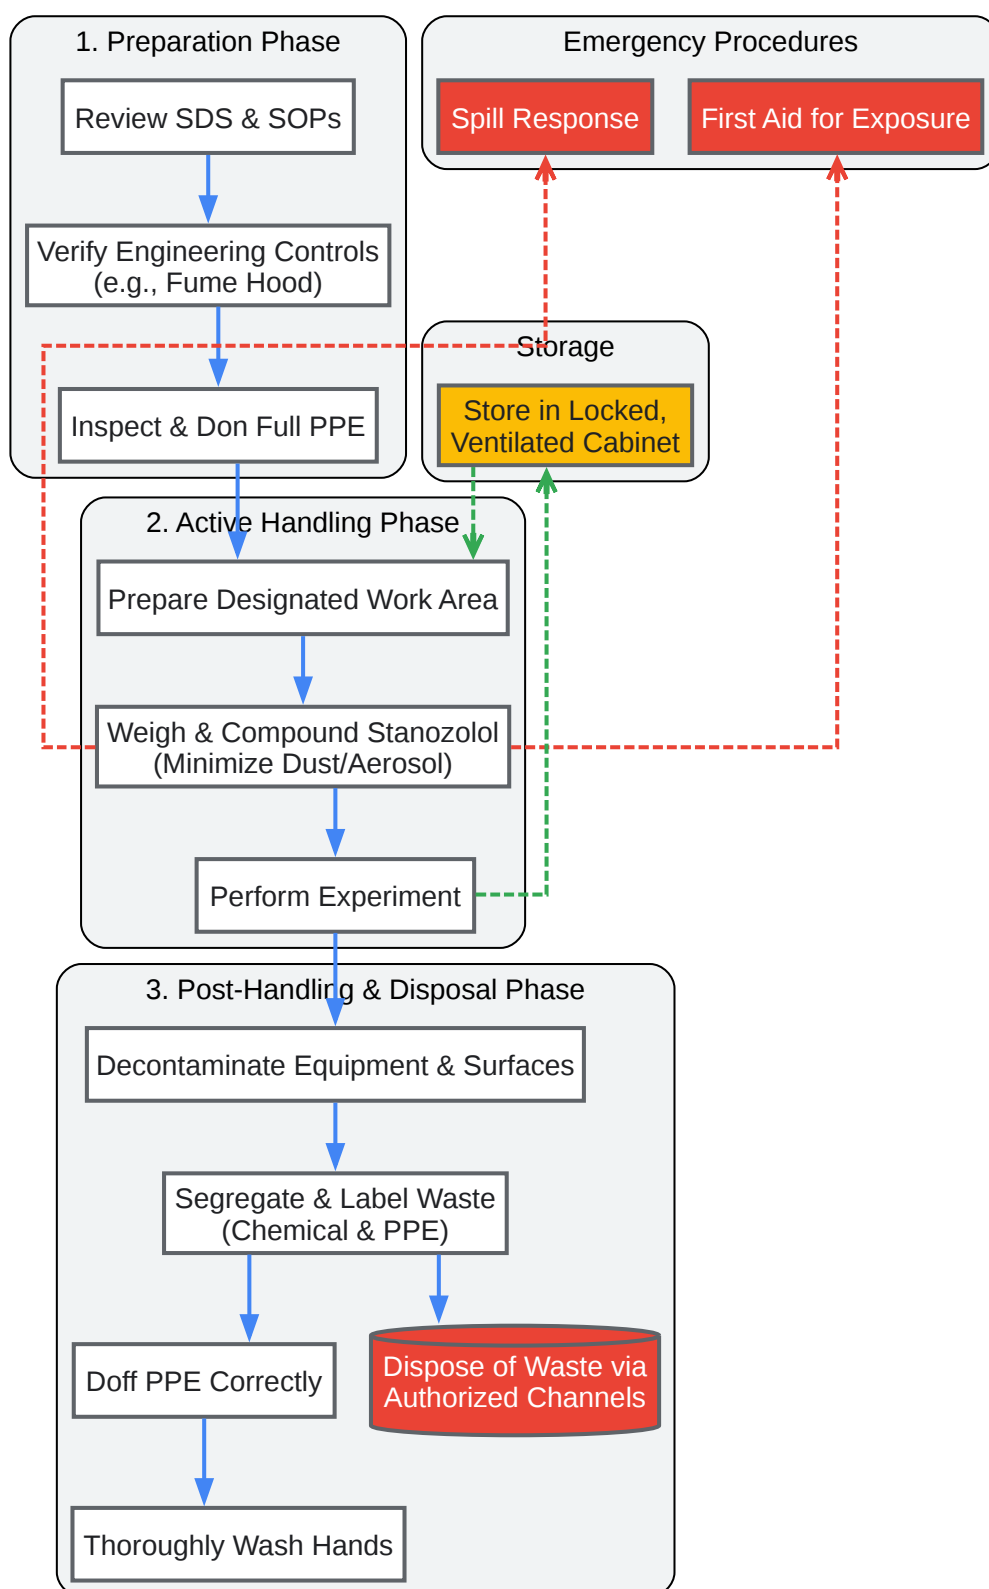 1. Preparation Phase
Review SDS & SOPs
Verify Engineering Controls
(e.g., Fume Hood)
Inspect & Don Full PPE
Emergency Procedures
Spill Response
First Aid for Exposure
Storage
Store in Locked,
Ventilated Cabinet
2. Active Handling Phase
Prepare Designated Work Area
Weigh & Compound Stanozolol
(Minimize Dust/Aerosol)
Perform Experiment
3. Post-Handling & Disposal Phase
Decontaminate Equipment & Surfaces
Segregate & Label Waste
(Chemical & PPE)
Doff PPE Correctly
Dispose of Waste via
Authorized Channels
Thoroughly Wash Hands